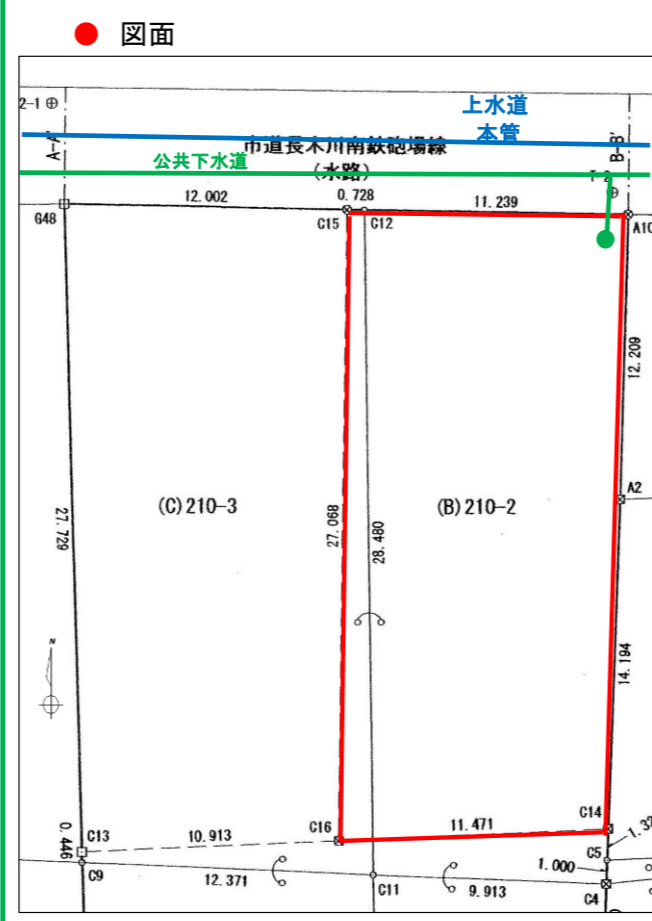 ● 図面
2-1
上水道
本管
A-A'
市道長木川南鉄砲場線
B-B'
公共下水道
(水路)
T-2
12.002
0.728
11.239
G48
C15
C12
A10
12.209
A2
(C)210-3
(B)210-2
27.729
27.068
28.480
N
14.194
0.446
C13
10.913
C16
11.471
C14
C9
12.371
C11
9.913
1.000
C5
C4